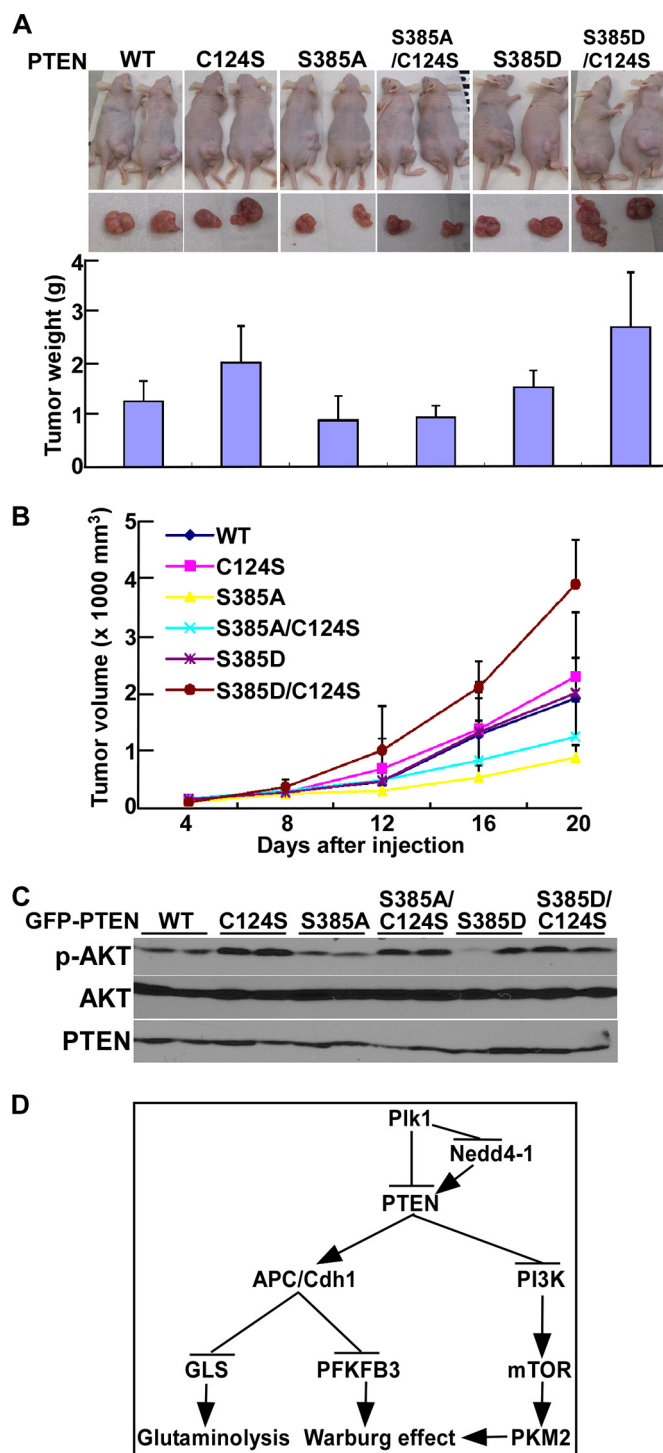 A
PTEN WT C124S S385A S385A/C124S S385D S385D/C124S
Tumor weight (g)
4
3
2
1
0
B
Tumor volume (x 1000 mm³)
5
4
3
2
1
0
WT
C124S
S385A
S385A/C124S
S385D
S385D/C124S
4 8 12 16 20
Days after injection
C
GFP-PTEN WT C124S S385A S385A/C124S S385D S385D/C124S
p-AKT
AKT
PTEN
D
Plk1
Nedd4-1
PTEN
APC/Cdh1 PI3K
GLS PFKFB3 mTOR
Glutaminolysis Warburg effect PKM2